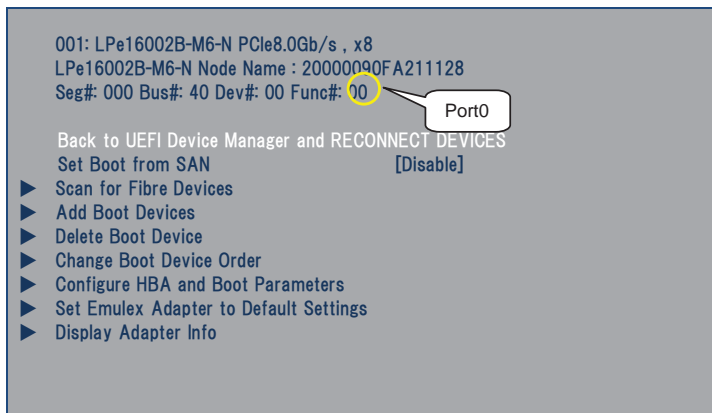 001: LPe16002B-M6-N PCIe8.0Gb/s , x8
LPe16002B-M6-N Node Name : 20000090FA211128
Seg#: 000 Bus#: 40 Dev#: 00 Func#: 00
Port0
Back to UEFI Device Manager and RECONNECT DEVICES
Set Boot from SAN [Disable]
Scan for Fibre Devices
Add Boot Devices
Delete Boot Device
Change Boot Device Order
Configure HBA and Boot Parameters
Set Emulex Adapter to Default Settings
Display Adapter Info